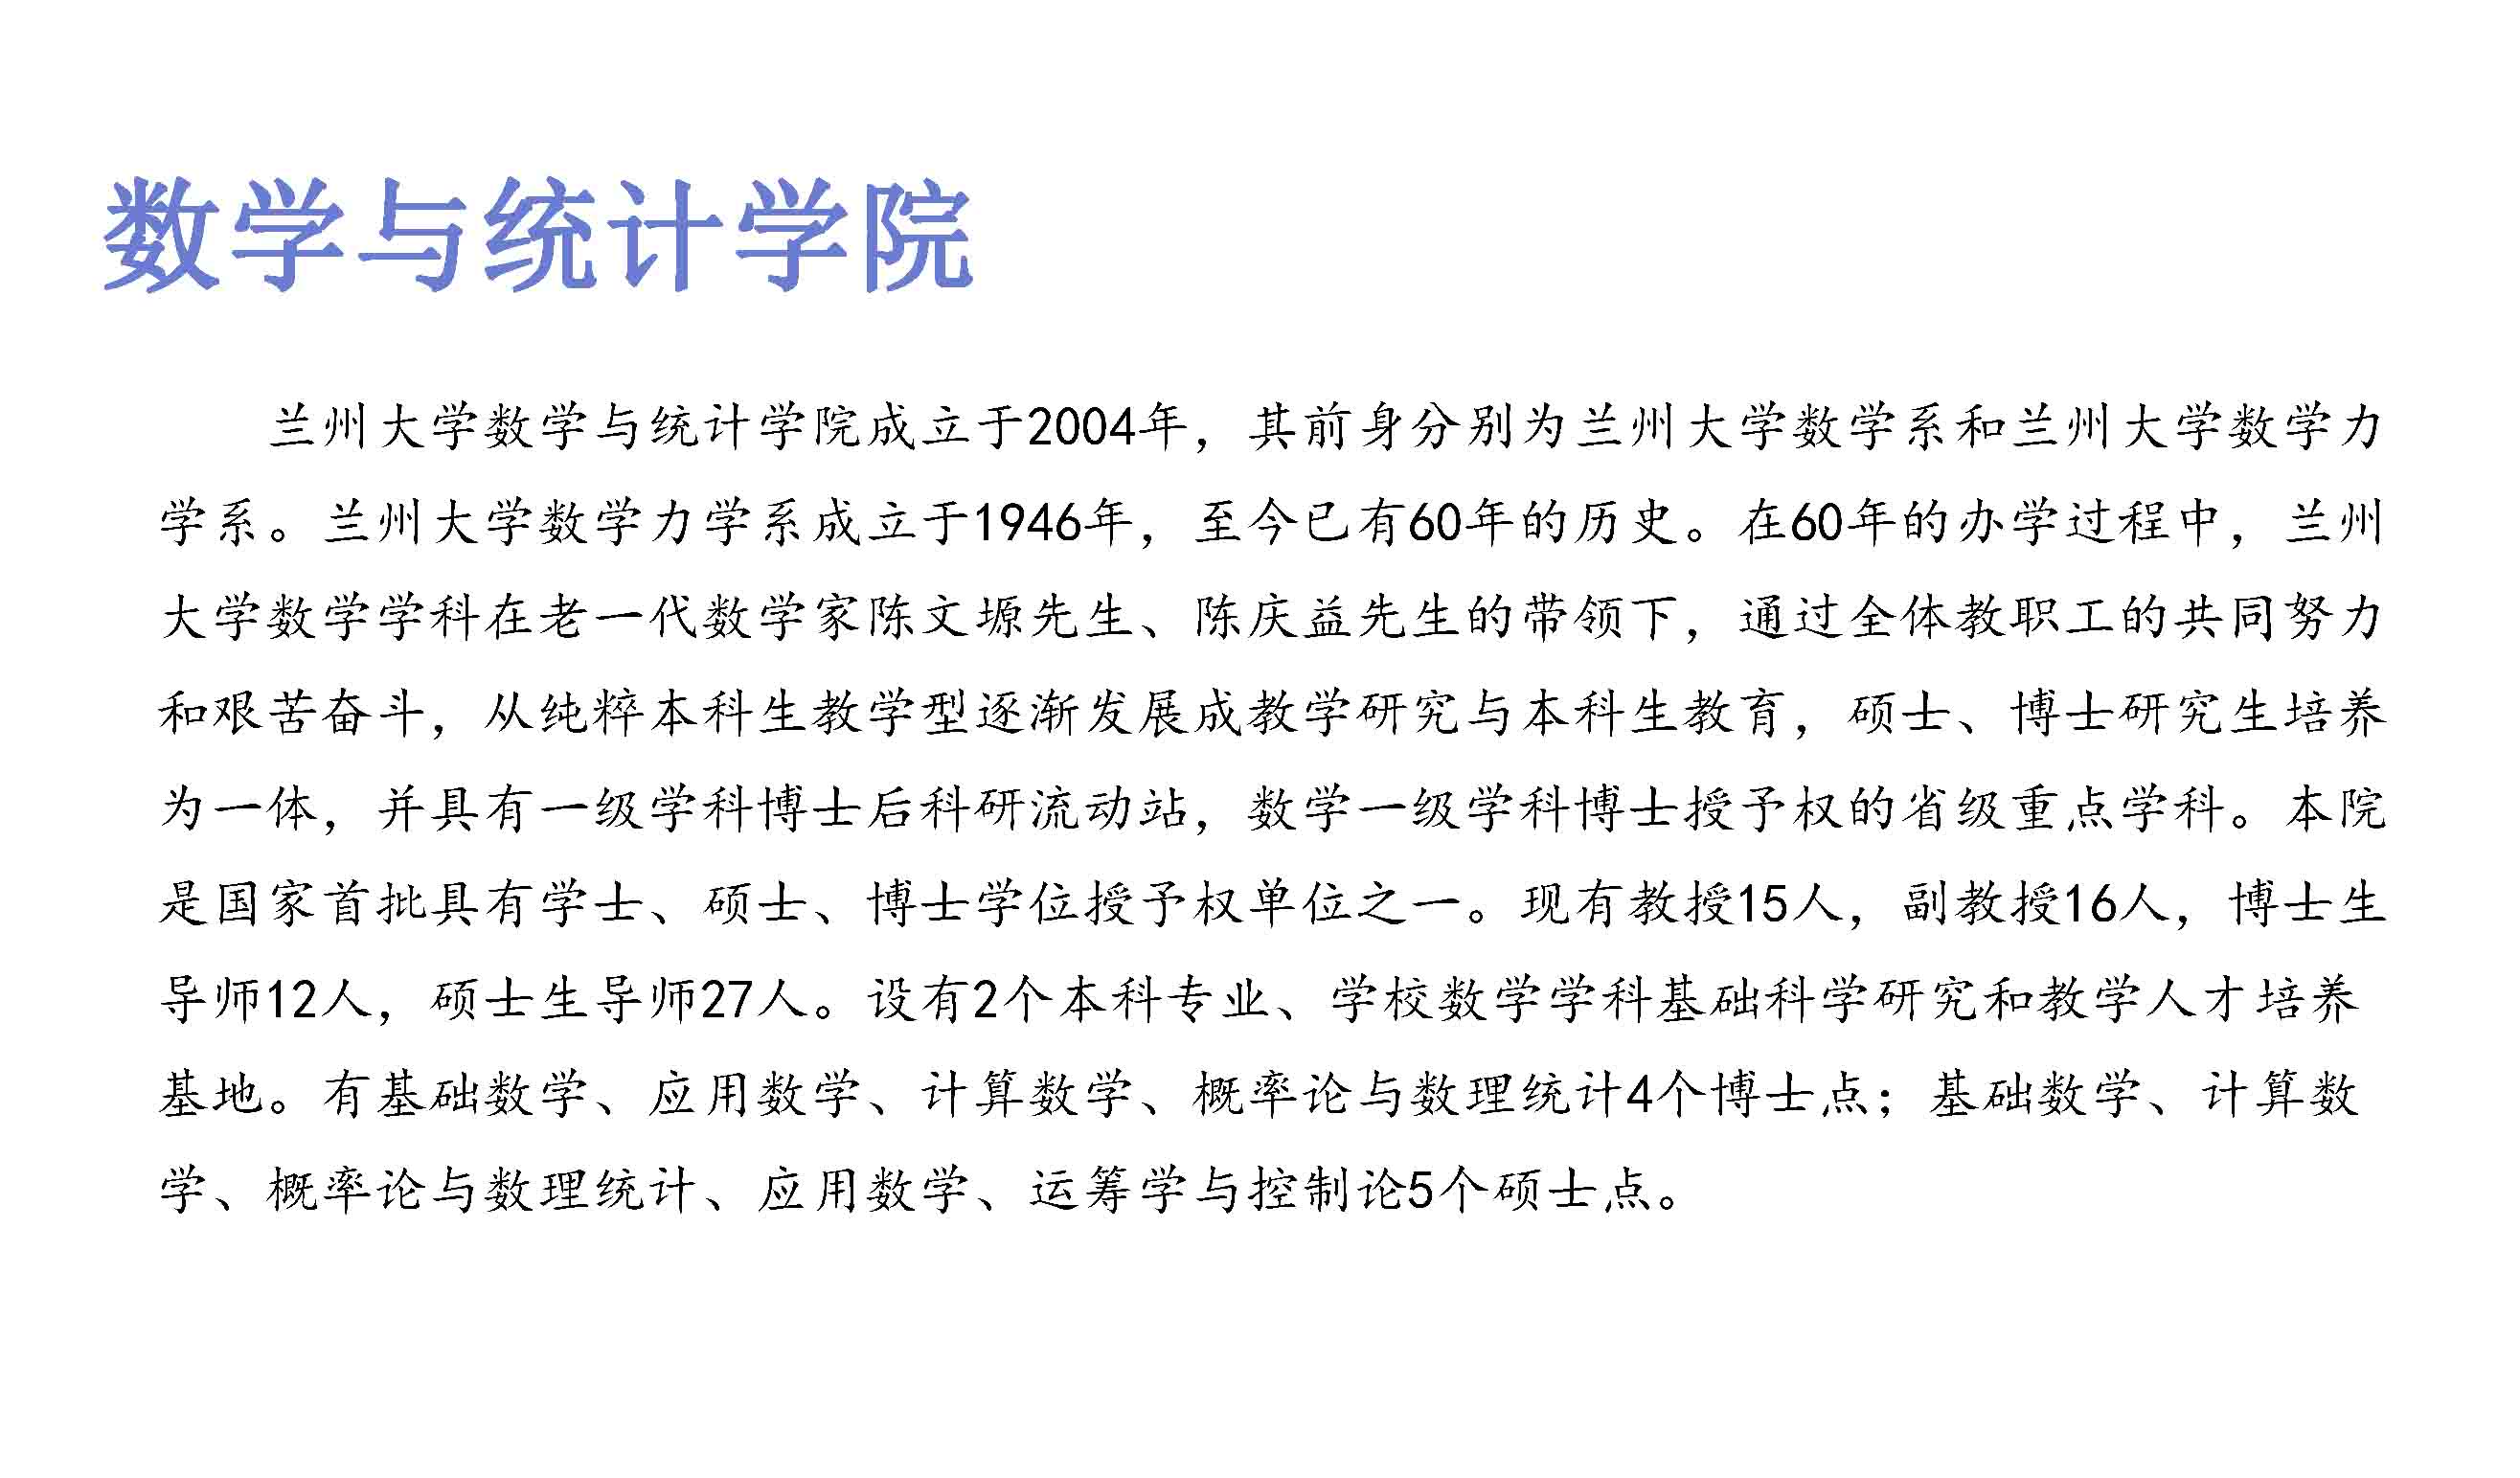 数学与统计学院
兰州大学数学与统计学院成立于2004年，其前身分别为兰州大学数学系和兰州大学数学力
学系。兰州大学数学力学系成立于1946年，至今已有60年的历史。在60年的办学过程中，兰州
大学数学学科在老一代数学家陈文塬先生、陈庆益先生的带领下，通过全体教职工的共同努力
和艰苦奋斗，从纯粹本科生教学型逐渐发展成教学研究与本科生教育，硕士、博士研究生培养
为一体，并具有一级学科博士后科研流动站，数学一级学科博士授予权的省级重点学科。本院
是国家首批具有学士、硕士、博士学位授予权单位之一。现有教授15人，副教授16人，博士生
导师12人，硕士生导师27人。设有2个本科专业、学校数学学科基础科学研究和教学人才培养
基地。有基础数学、应用数学、计算数学、概率论与数理统计4个博士点；基础数学、计算数
学、概率论与数理统计、应用数学、运筹学与控制论5个硕士点。